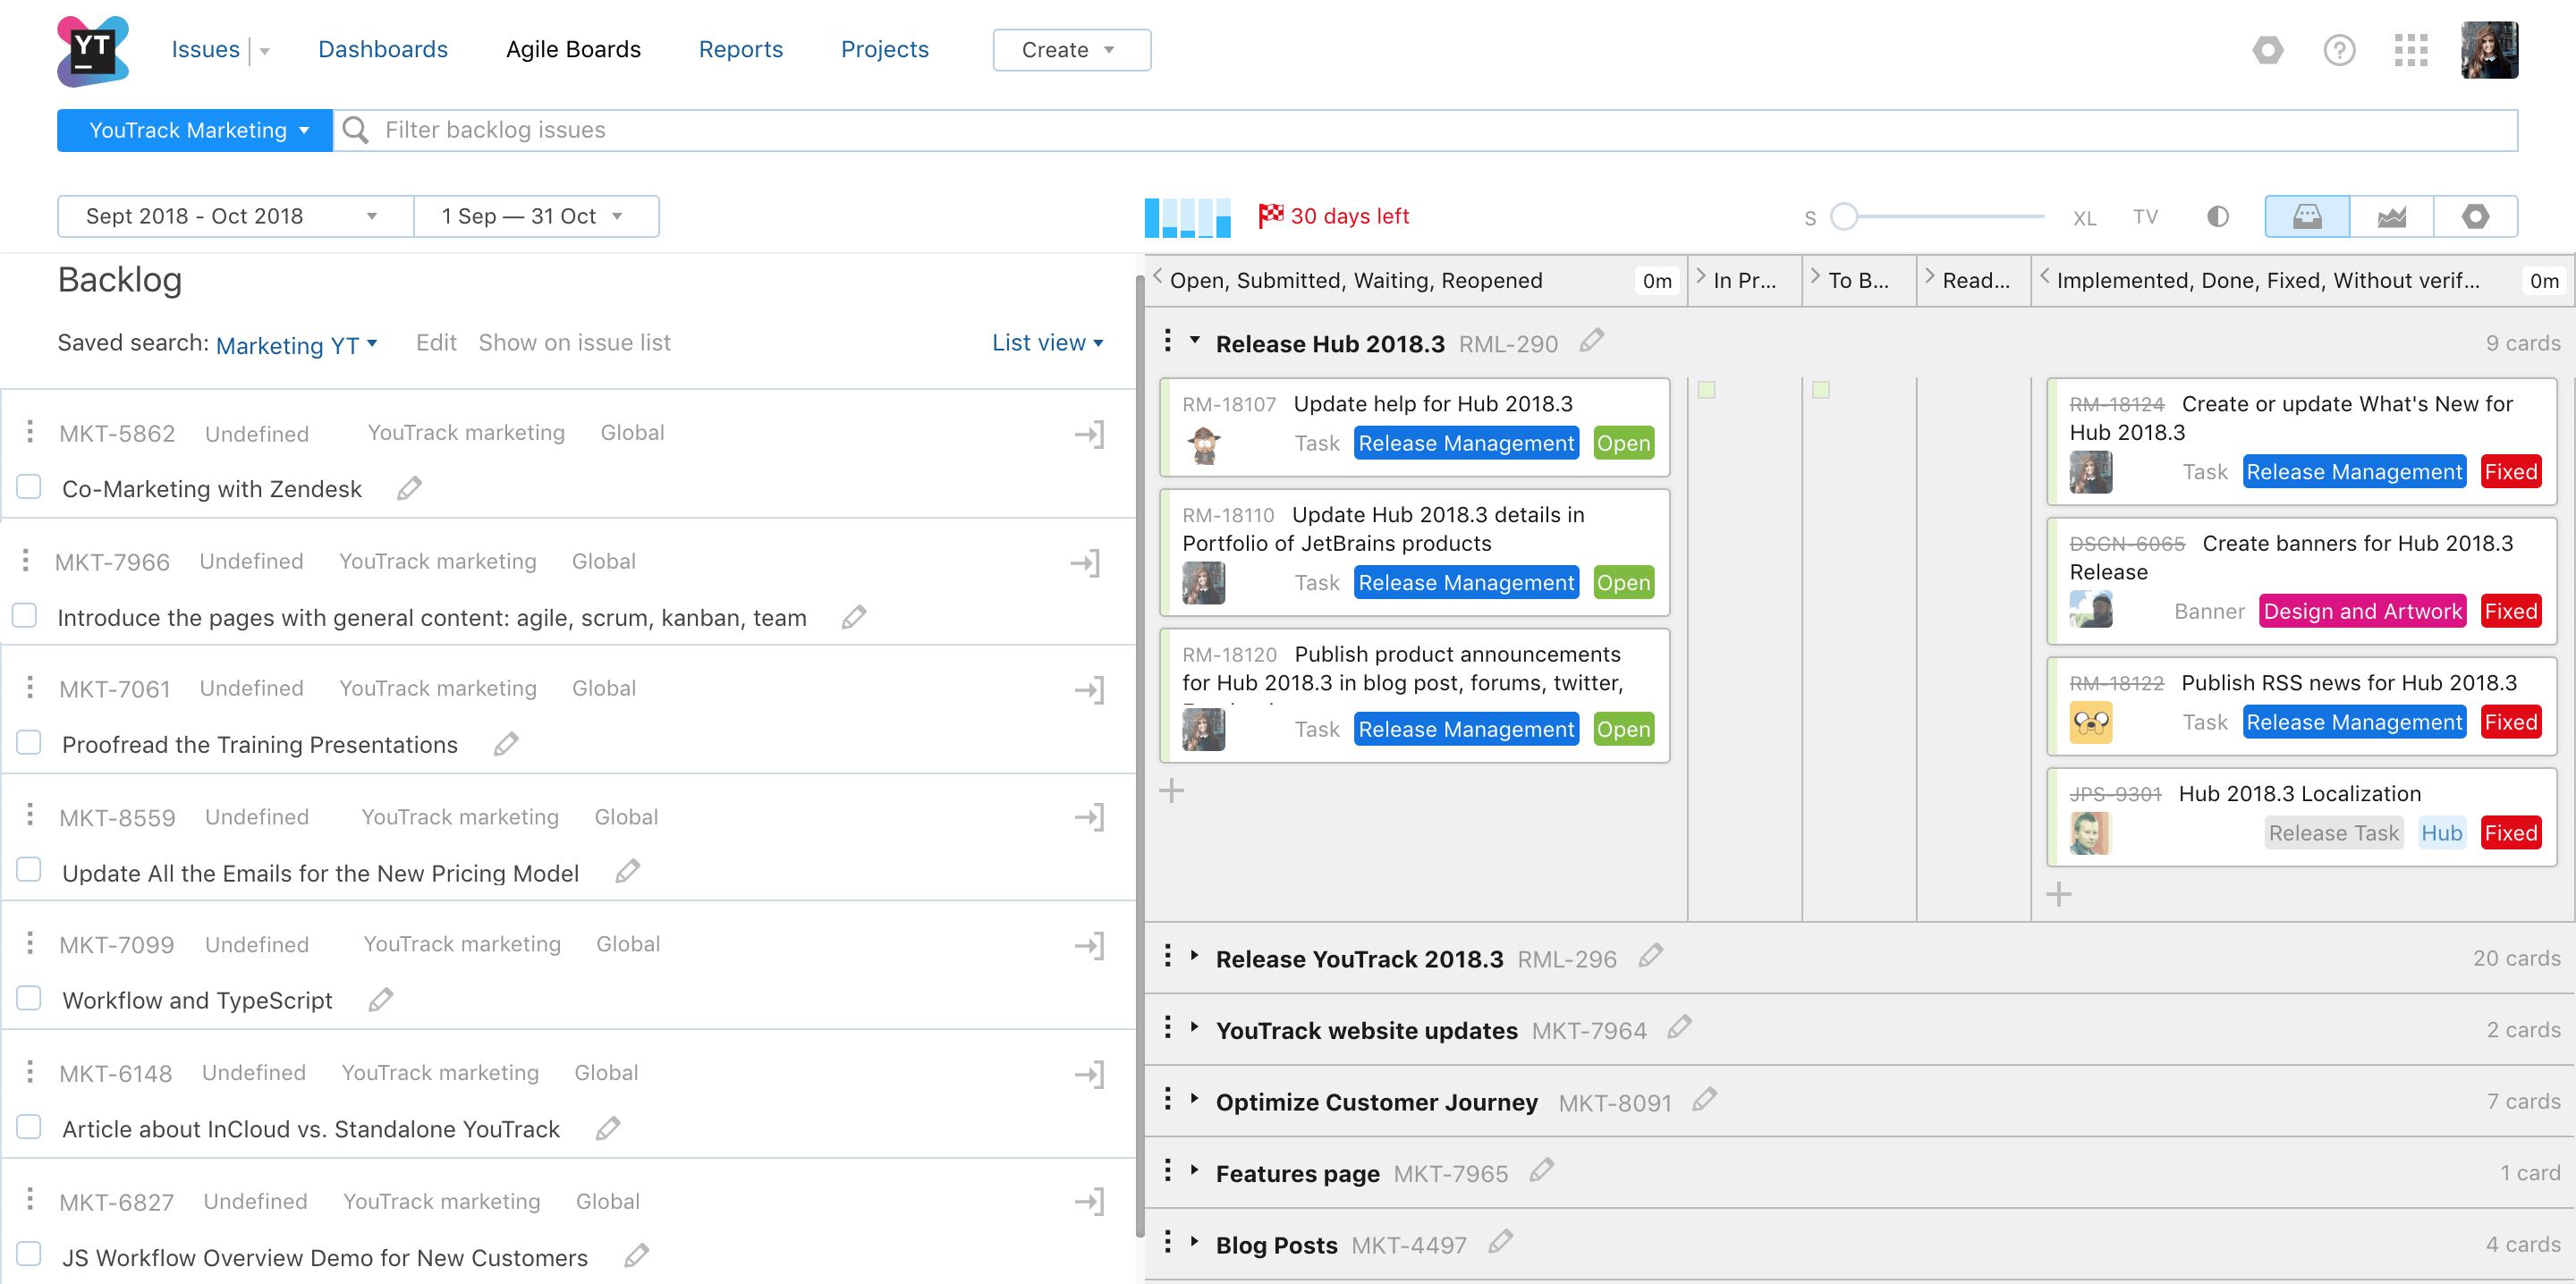 YT
Issues
Dashboards
Agile Boards
Reports
Projects
Create
YouTrack Marketing
Filter backlog issues
Sept 2018 - Oct 2018
1 Sep — 31 Oct
30 days left
S
XL
TV
Backlog
Saved search: Marketing YT
Edit
Show on issue list
List view
MKT-5862 Undefined YouTrack marketing Global
Co-Marketing with Zendesk
MKT-7966 Undefined YouTrack marketing Global
Introduce the pages with general content: agile, scrum, kanban, team
MKT-7061 Undefined YouTrack marketing Global
Proofread the Training Presentations
MKT-8559 Undefined YouTrack marketing Global
Update All the Emails for the New Pricing Model
MKT-7099 Undefined YouTrack marketing Global
Workflow and TypeScript
MKT-6148 Undefined YouTrack marketing Global
Article about InCloud vs. Standalone YouTrack
MKT-6827 Undefined YouTrack marketing Global
JS Workflow Overview Demo for New Customers
Open, Submitted, Waiting, Reopened 0m
In Pr...
To B...
Read...
Implemented, Done, Fixed, Without verif... 0m
Release Hub 2018.3 RML-290
9 cards
RM-18107 Update help for Hub 2018.3
Task Release Management Open
RM-18110 Update Hub 2018.3 details in
Portfolio of JetBrains products
Task Release Management Open
RM-18120 Publish product announcements
for Hub 2018.3 in blog post, forums, twitter,
Task Release Management Open
RM-18124 Create or update What's New for
Hub 2018.3
Task Release Management Fixed
DSGN-6065 Create banners for Hub 2018.3
Release
Banner Design and Artwork Fixed
RM-18122 Publish RSS news for Hub 2018.3
Task Release Management Fixed
JPS-9301 Hub 2018.3 Localization
Release Task Hub Fixed
Release YouTrack 2018.3 RML-296
20 cards
YouTrack website updates MKT-7964
2 cards
Optimize Customer Journey MKT-8091
7 cards
Features page MKT-7965
1 card
Blog Posts MKT-4497
4 cards